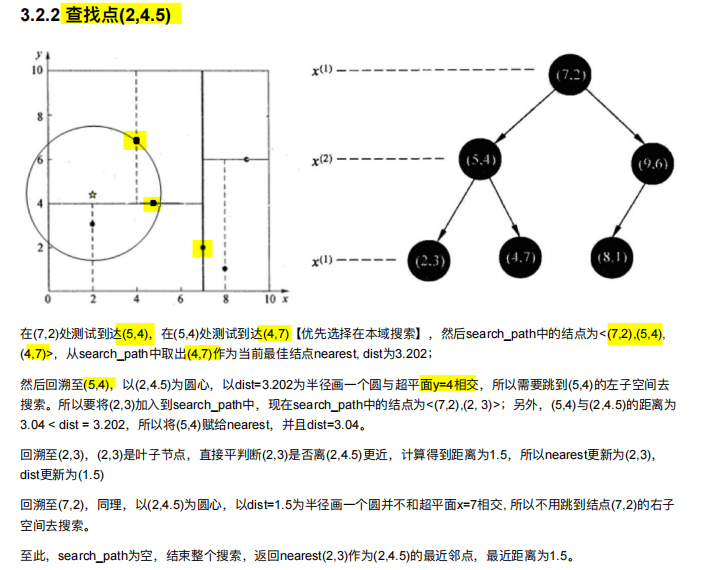 3.2.2 查找点(2,4.5)
y
10
8
6
4
2
0 2 4 6 8 10 x
x(1)
(7,2)
x(2)
(5,4)
(9,6)
x(1)
(2,3)
(4,7)
(8,1)
在(7,2)处测试到达(5,4)，在(5,4)处测试到达(4,7)【优先选择在本域搜索】，然后search_path中的结点为<(7,2),(5,4),
(4,7)>，从search_path中取出(4,7)作为当前最佳结点nearest, dist为3.202；
然后回溯至(5,4)，以(2,4.5)为圆心，以dist=3.202为半径画一个圆与超平面y=4相交，所以需要跳到(5,4)的左子空间去
搜索。所以要将(2,3)加入到search_path中，现在search_path中的结点为<(7,2),(2, 3)>；另外，(5,4)与(2,4.5)的距离为
3.04 < dist = 3.202，所以将(5,4)赋给nearest，并且dist=3.04。
回溯至(2,3)，(2,3)是叶子节点，直接平判断(2,3)是否离(2,4.5)更近，计算得到距离为1.5，所以nearest更新为(2,3)，
dist更新为(1.5)
回溯至(7,2)，同理，以(2,4.5)为圆心，以dist=1.5为半径画一个圆并不和超平面x=7相交, 所以不用跳到结点(7,2)的右子
空间去搜索。
至此，search_path为空，结束整个搜索，返回nearest(2,3)作为(2,4.5)的最近邻点，最近距离为1.5。